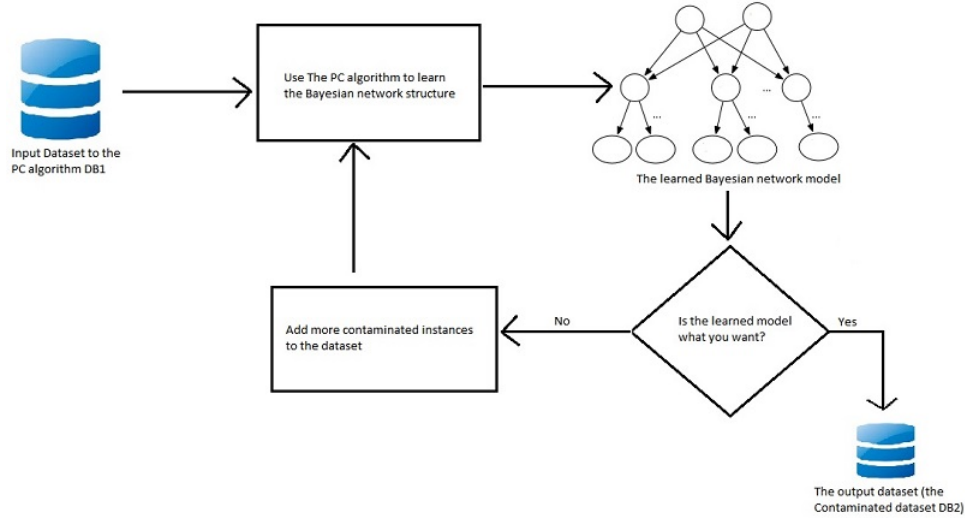 Input Dataset to the
PC algorithm DB1
Use The PC algorithm to learn
the Bayesian network structure
...
...
...
...
The learned Bayesian network model
Is the learned model
what you want?
No
Yes
Add more contaminated instances
to the dataset
The output dataset (the
Contaminated dataset DB2)